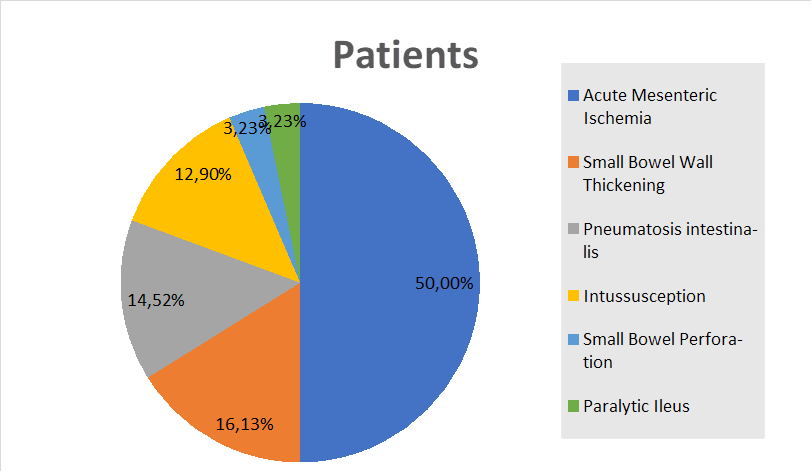 Patients
3,23%
3,23%
12,90%
14,52%
50,00%
16,13%
Acute Mesenteric
Ischemia
Small Bowel Wall
Thickening
Pneumatosis intestina-
lis
Intussusception
Small Bowel Perfora-
tion
Paralytic Ileus